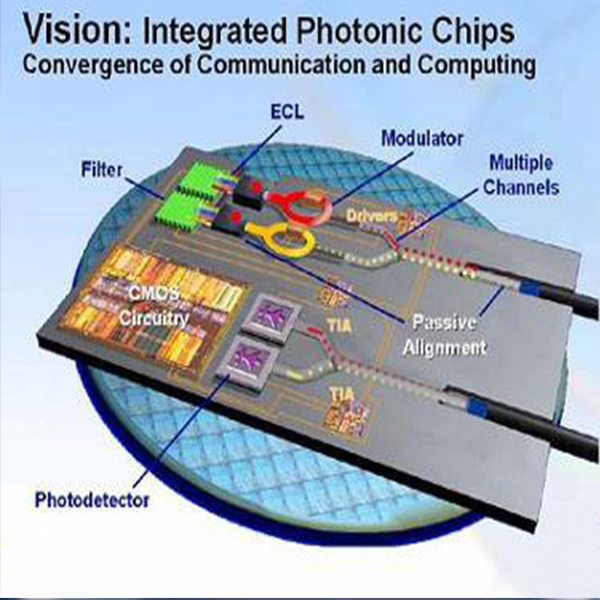 Vision: Integrated Photonic Chips
Convergence of Communication and Computing
ECL
Modulator
Filter
Multiple
Channels
Drivers
CMOS
Circuitry
TIA
Passive
Alignment
TIA
Photodetector